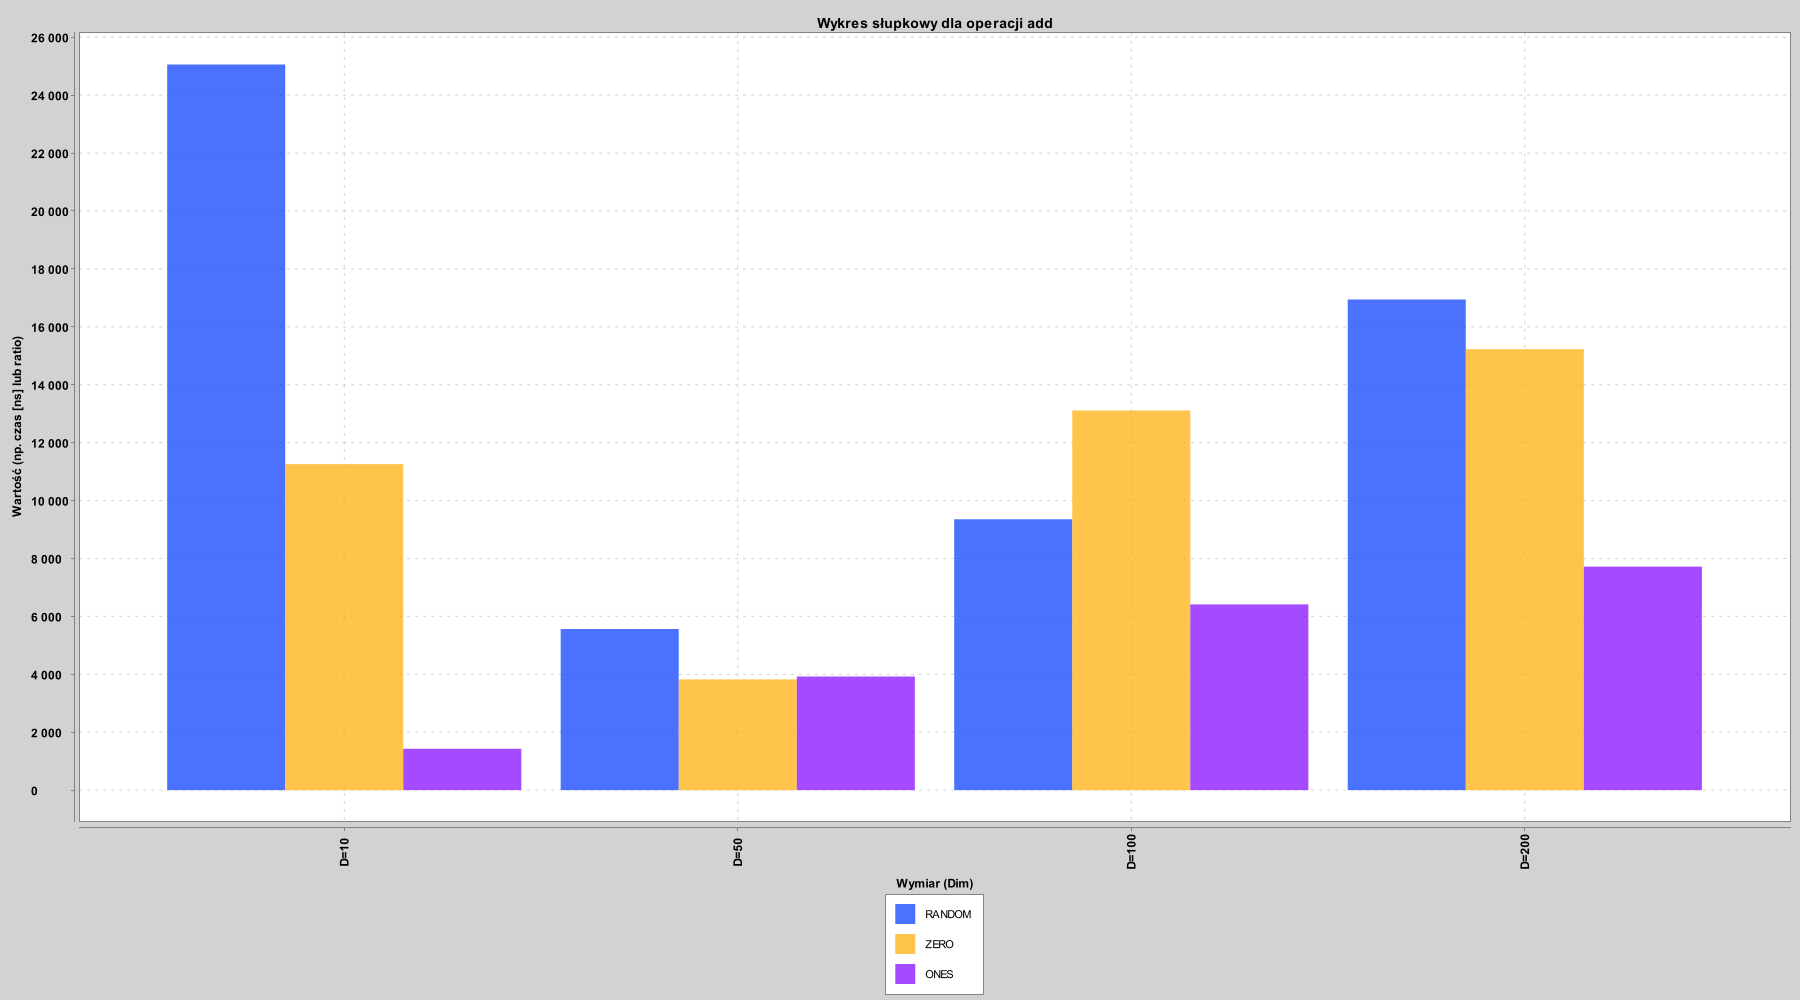 Wykres słupkowy dla operacji add
26 000
24 000
22 000
20 000
18 000
16 000
14 000
12 000
10 000
8 000
6 000
4 000
2 000
0
Wartość (np. czas [ns] lub ratio)
D=10
D=50
D=100
D=200
Wymiar (Dim)
RANDOM
ZERO
ONES